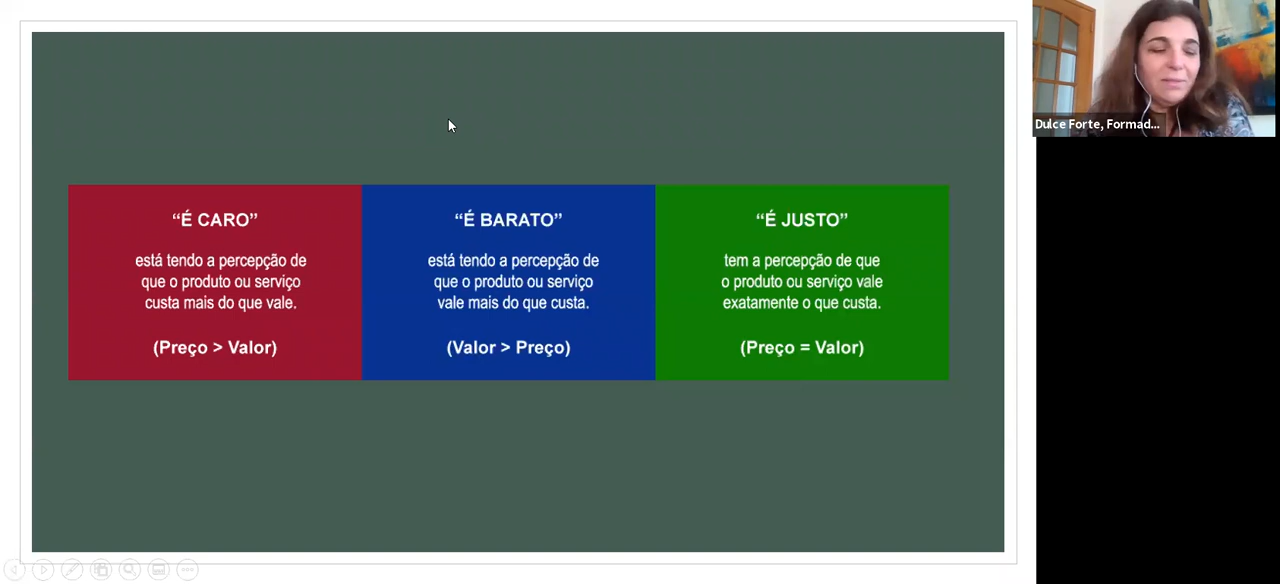 “É CARO”
está tendo a percepção de
que o produto ou serviço
custa mais do que vale.
(Preço > Valor)
“É BARATO”
está tendo a percepção de
que o produto ou serviço
vale mais do que custa.
(Valor > Preço)
“É JUSTO”
tem a percepção de que
o produto ou serviço vale
exatamente o que custa.
(Preço = Valor)
Dulce Forte, Formad...